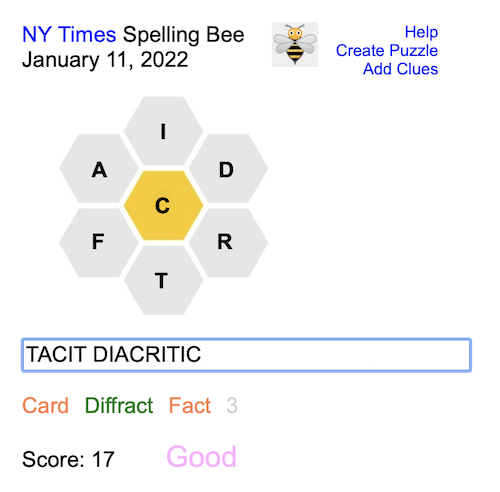 NY Times Spelling Bee
January 11, 2022
Help
Create Puzzle
Add Clues
I
A D
C
F R
T
TACIT DIACRITIC
Card Diffract Fact 3
Score: 17 Good